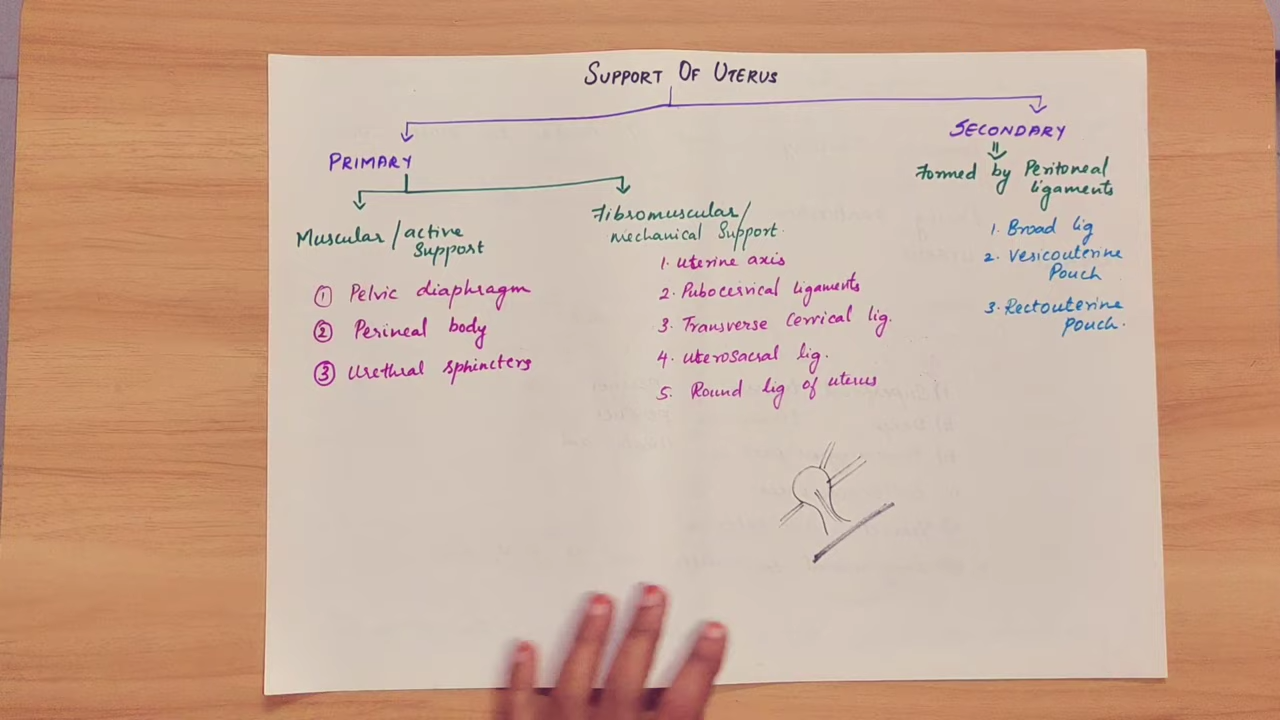 SUPPORT OF UTERUS
PRIMARY
SECONDARY
Formed by Peritoneal
ligaments
1. Broad lig
2. Vesicouterine
Pouch
3. Rectouterine
pouch.
Muscular / active
Support
① Pelvic diaphragm
② Perineal body
③ Urethral sphincters
Fibromuscular/
Mechanical Support.
1. Uterine axis
2. Pubocervical ligaments
3. Transverse Cervical lig.
4. Uterosacral lig.
5. Round lig of uterus